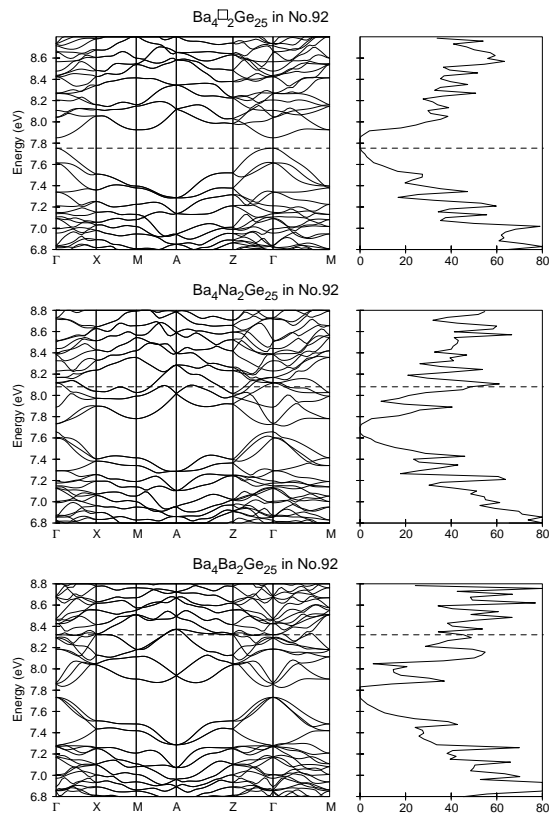 Ba4□2Ge25 in No.92
8.8
8.6
8.4
8.2
8.0
7.8
7.6
7.4
7.2
7.0
6.8
Energy (eV)
Γ X M A Z Γ M
0 20 40 60 80
Ba4Na2Ge25 in No.92
8.8
8.6
8.4
8.2
8.0
7.8
7.6
7.4
7.2
7.0
6.8
Energy (eV)
Γ X M A Z Γ M
0 20 40 60 80
Ba4Ba2Ge25 in No.92
8.8
8.6
8.4
8.2
8.0
7.8
7.6
7.4
7.2
7.0
6.8
Energy (eV)
Γ X M A Z Γ M
0 20 40 60 80